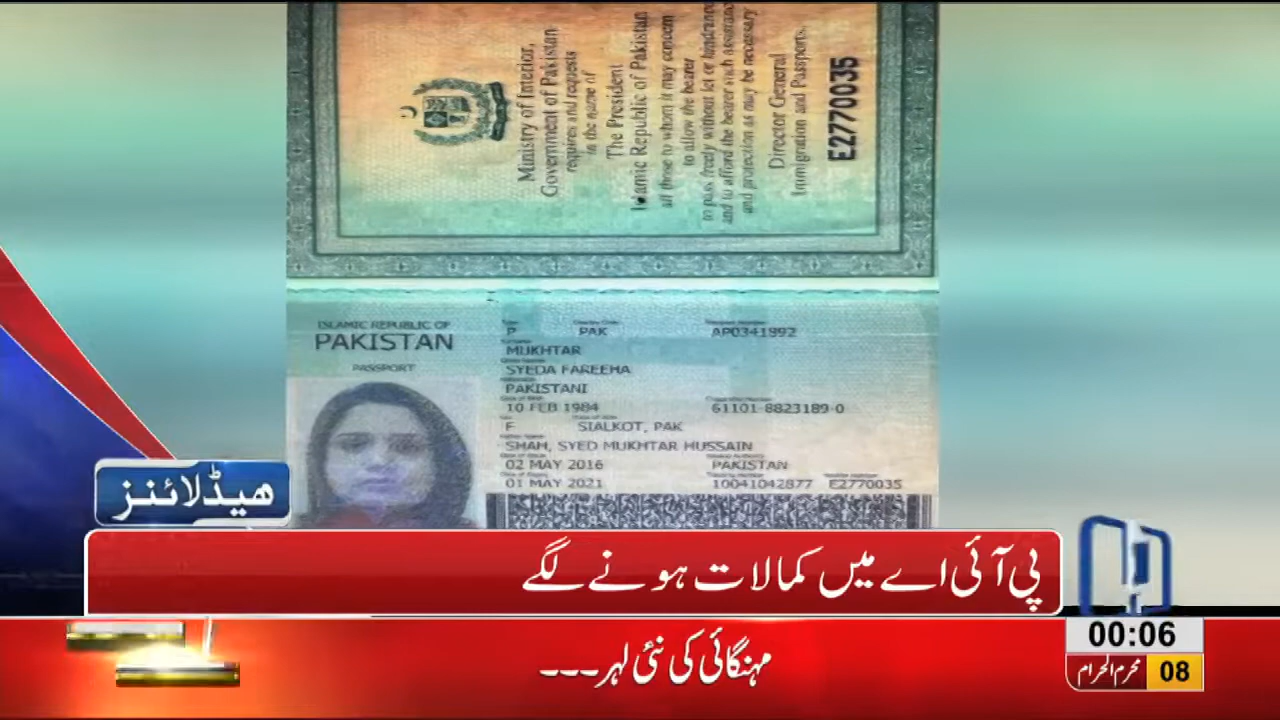 Ministry of Interior,
Government of Pakistan
requires and requests
in the name of
The President
Islamic Republic of Pakistan
all those to whom it may concern
to allow the bearer
to pass freely without let or hindrance
and to afford the bearer such assistance
and protection as may be necessary
Director General
Immigration and Passports.
E2770035
ISLAMIC REPUBLIC OF
PAKISTAN
PASSPORT
P PAK AP0341992
MUKHTAR
SYEDA FAREEHA
PAKISTANI
10 FEB 1984 61101-8823189-0
F SIALKOT, PAK
SHAH, SYED MUKHTAR HUSSAIN
02 MAY 2016 PAKISTAN
01 MAY 2021 10041042877 E2770035
ھیڈلائنز
پی آئی اے میں کمالات ہونے لگے
مہنگائی کی نئی لہر۔۔۔
00:06
08 محرم الحرام